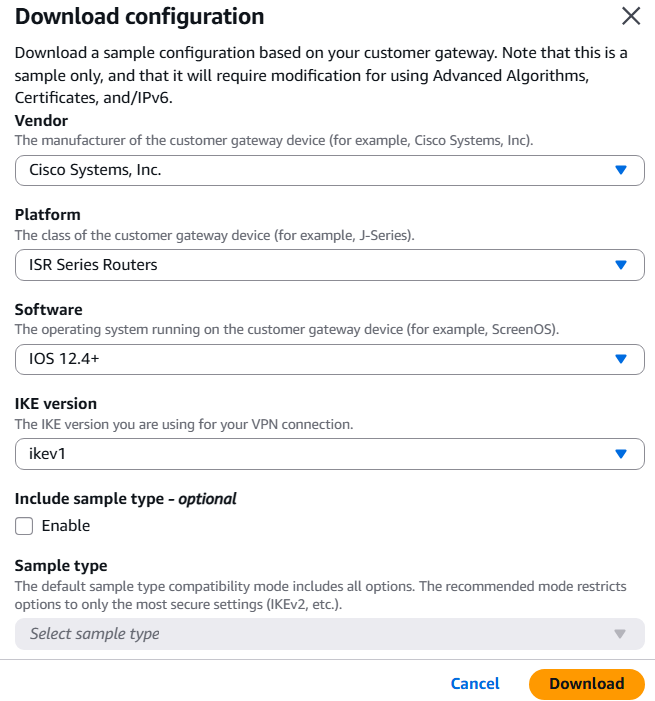 Download configuration
Download a sample configuration based on your customer gateway. Note that this is a
sample only, and that it will require modification for using Advanced Algorithms,
Certificates, and/IPv6.
Vendor
The manufacturer of the customer gateway device (for example, Cisco Systems, Inc).
Cisco Systems, Inc.
Platform
The class of the customer gateway device (for example, J-Series).
ISR Series Routers
Software
The operating system running on the customer gateway device (for example, ScreenOS).
IOS 12.4+
IKE version
The IKE version you are using for your VPN connection.
ikev1
Include sample type - optional
Enable
Sample type
The default sample type compatibility mode includes all options. The recommended mode restricts
options to only the most secure settings (IKEv2, etc.).
Select sample type
Cancel
Download